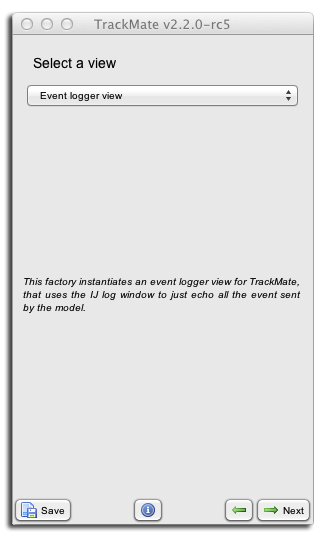 TrackMate v2.2.0-rc5
Select a view
Event logger view
This factory instantiates an event logger view for TrackMate,
that uses the IJ log window to just echo all the event sent
by the model.
Save
Next